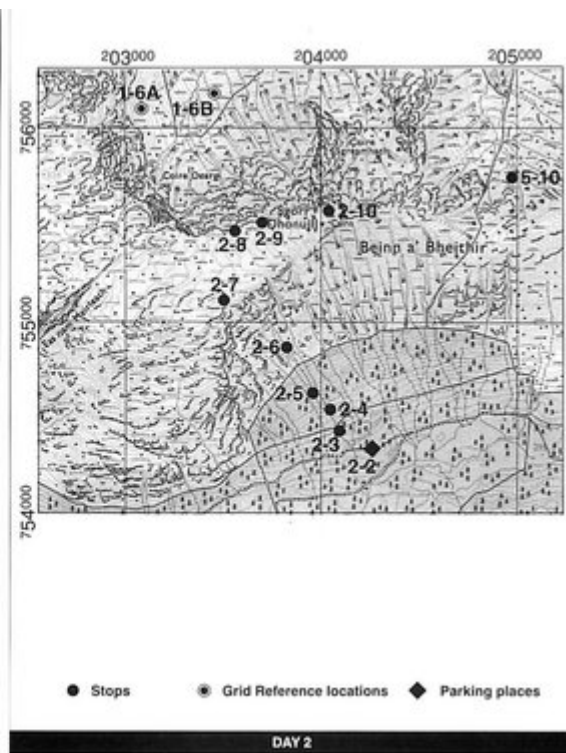 203000 204000 205000
1-6A
1-6B
756000
Coire Dearg
5-10
Sgorr
Dhonuill
2-10
2-9
2-8
Beinn a' Bheithir
2-7
755000
2-6
2-5
2-4
2-3
2-2
754000
Stops Grid Reference locations Parking places
DAY 2